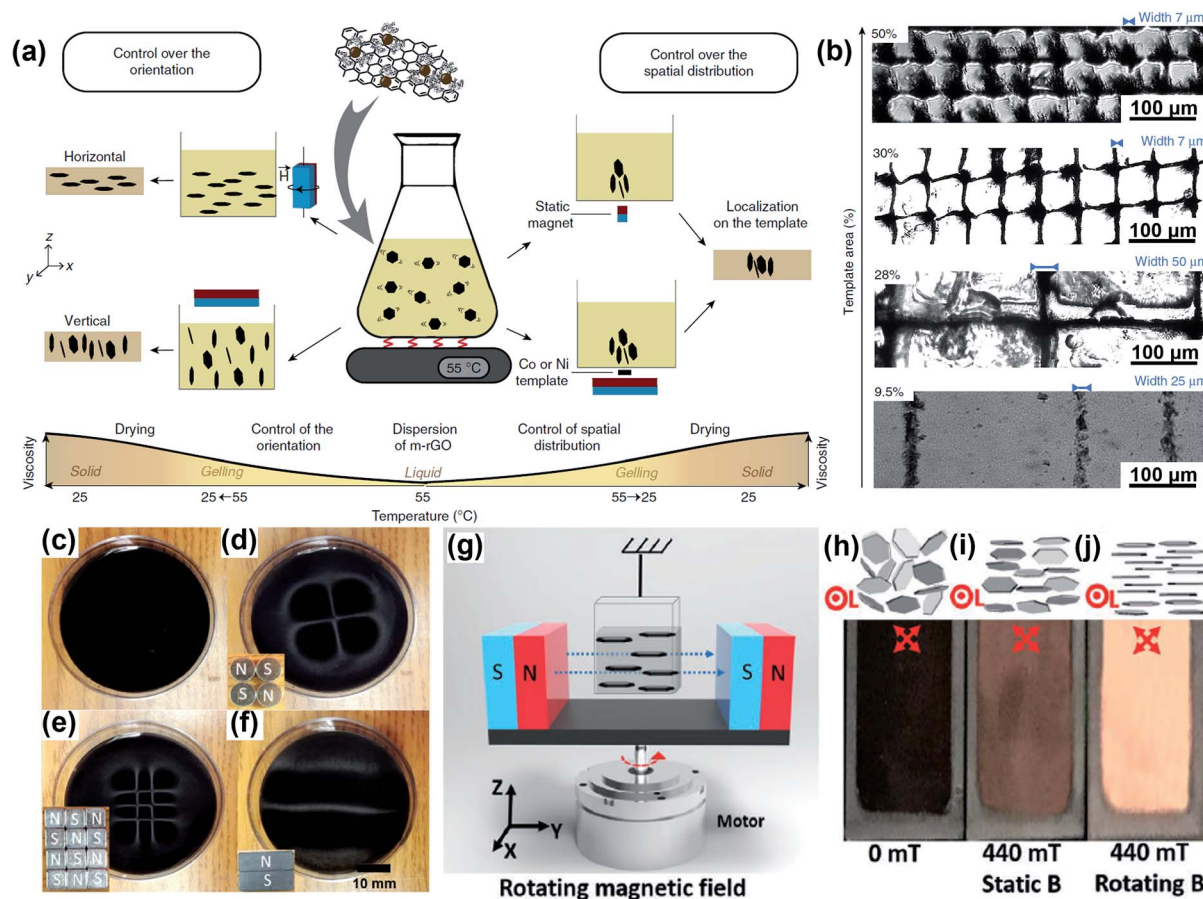 (a)
Control over the
orientation
Control over the
spatial distribution
Horizontal
H
z
y
x
Vertical
Static
magnet
Localization
on the template
55 °C
Co or Ni
template
Drying
Control of the
orientation
Dispersion
of m-rGO
Control of spatial
distribution
Drying
Viscosity
Solid
Gelling
Liquid
Gelling
Solid
Viscosity
25
25←55
55
55→25
25
Temperature (°C)
(b)
Template area (%)
50%
Width 7 μm
100 μm
30%
Width 7 μm
100 μm
28%
Width 50 μm
100 μm
9.5%
Width 25 μm
100 μm
(c)
(d)
N S
S N
(e)
N S N
S N S
N S N
S N S
(f)
N
S
10 mm
(g)
S N
S N
Z
Y
X
Motor
Rotating magnetic field
(h)
L
(i)
L
(j)
L
0 mT
440 mT
Static B
440 mT
Rotating B